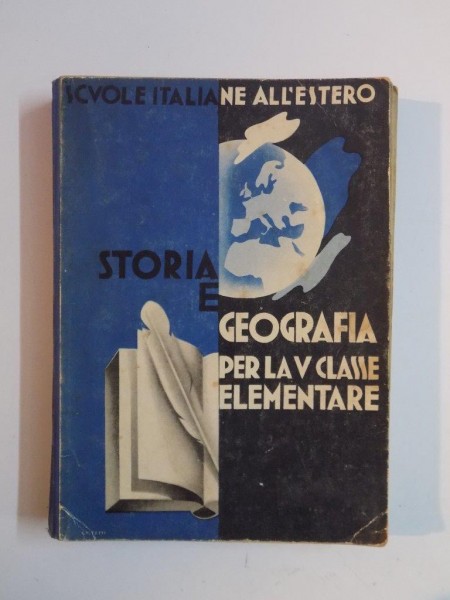 SCVOLE ITALIANE ALL'ESTERO
STORIA
E
GEOGRAFIA
PER LA V CLASSE
ELEMENTARE